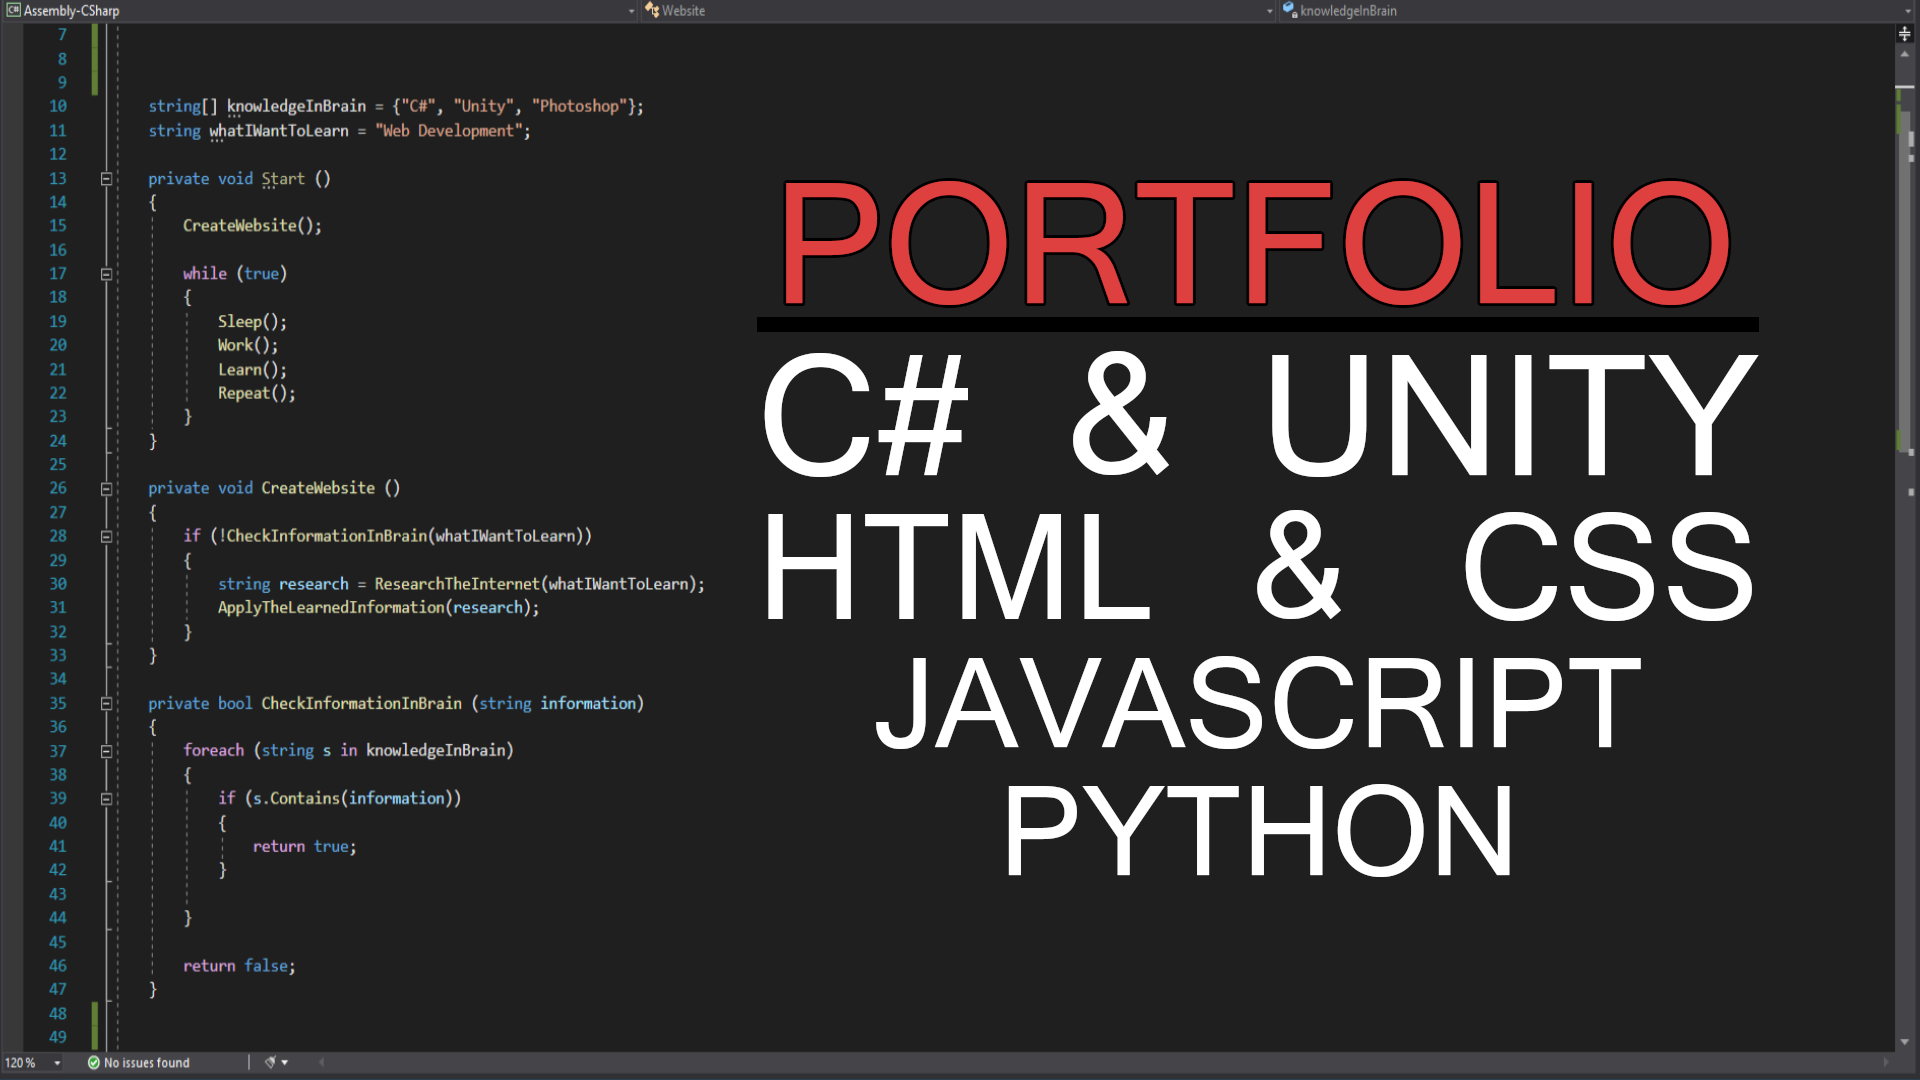 Assembly-CSharp Website knowledgeInBrain
7
8
9
10 string[] knowledgeInBrain = {"C#", "Unity", "Photoshop"};
11 string whatIWantToLearn = "Web Development";
12
13 private void Start ()
14 {
15 CreateWebsite();
16
17 while (true)
18 {
19 Sleep();
20 Work();
21 Learn();
22 Repeat();
23 }
24 }
25
26 private void CreateWebsite ()
27 {
28 if (!CheckInformationInBrain(whatIWantToLearn))
29 {
30 string research = ResearchTheInternet(whatIWantToLearn);
31 ApplyTheLearnedInformation(research);
32 }
33 }
34
35 private bool CheckInformationInBrain (string information)
36 {
37 foreach (string s in knowledgeInBrain)
38 {
39 if (s.Contains(information))
40 {
41 return true;
42 }
43
44 }
45
46 return false;
47 }
48
49
120 % No issues found
PORTFOLIO
C# & UNITY
HTML & CSS
JAVASCRIPT
PYTHON